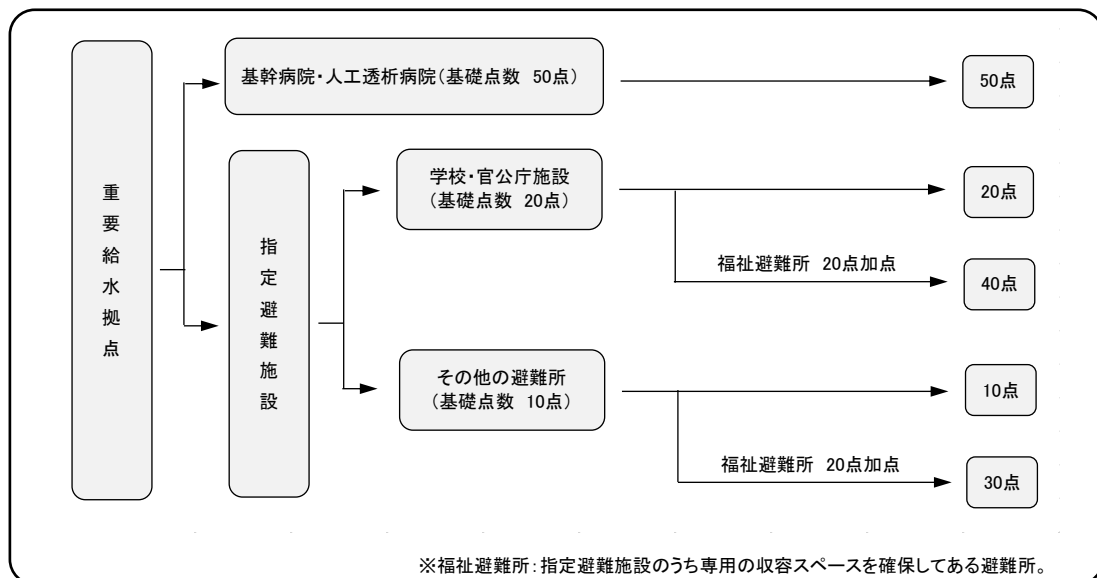 重要給水拠点
基幹病院・人工透析病院(基礎点数 50点)
50点
指定避難施設
学校・官公庁施設
(基礎点数 20点)
20点
福祉避難所 20点加点
40点
その他の避難所
(基礎点数 10点)
10点
福祉避難所 20点加点
30点
※福祉避難所:指定避難施設のうち専用の収容スペースを確保してある避難所。